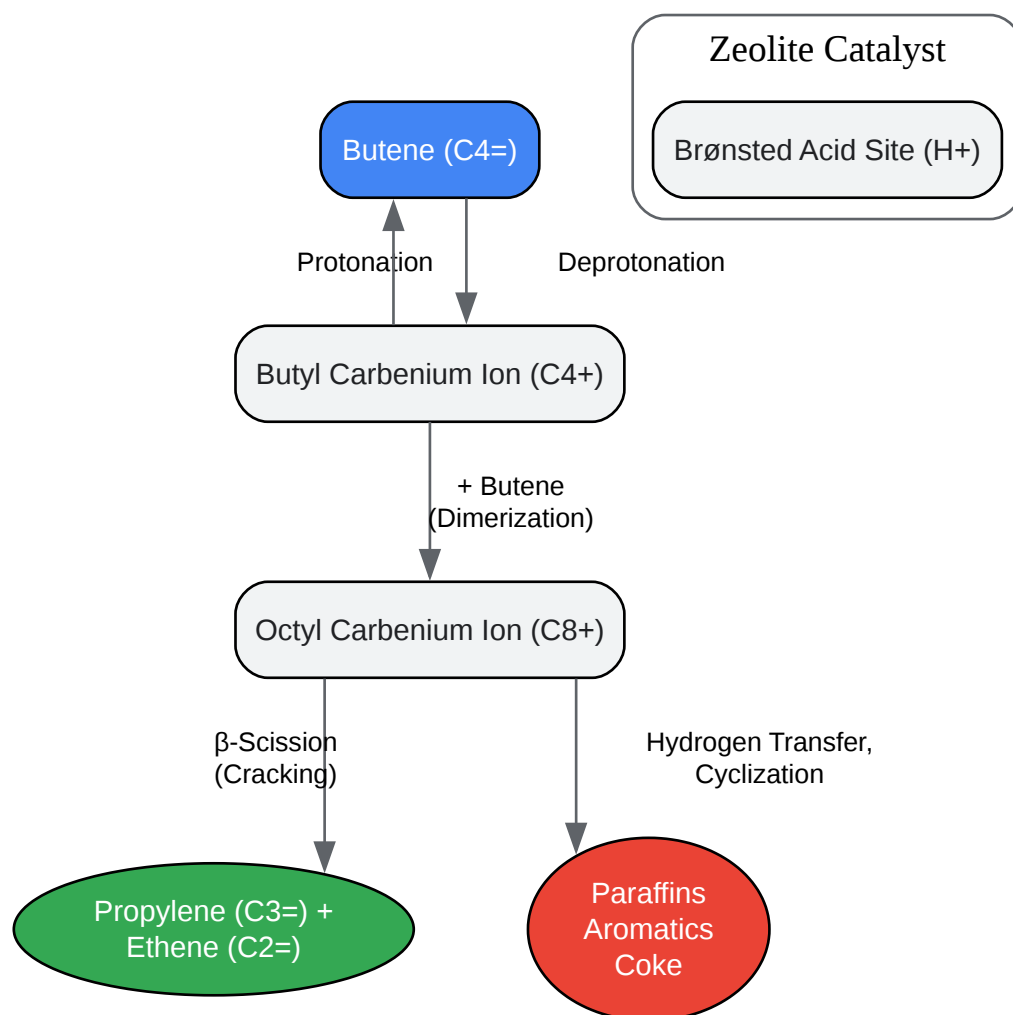 Zeolite Catalyst
Butene (C4=)
Brønsted Acid Site (H+)
Protonation
Deprotonation
Butyl Carbenium Ion (C4+)
+ Butene
(Dimerization)
Octyl Carbenium Ion (C8+)
β-Scission
(Cracking)
Hydrogen Transfer,
Cyclization
Propylene (C3=) +
Ethene (C2=)
Paraffins
Aromatics
Coke